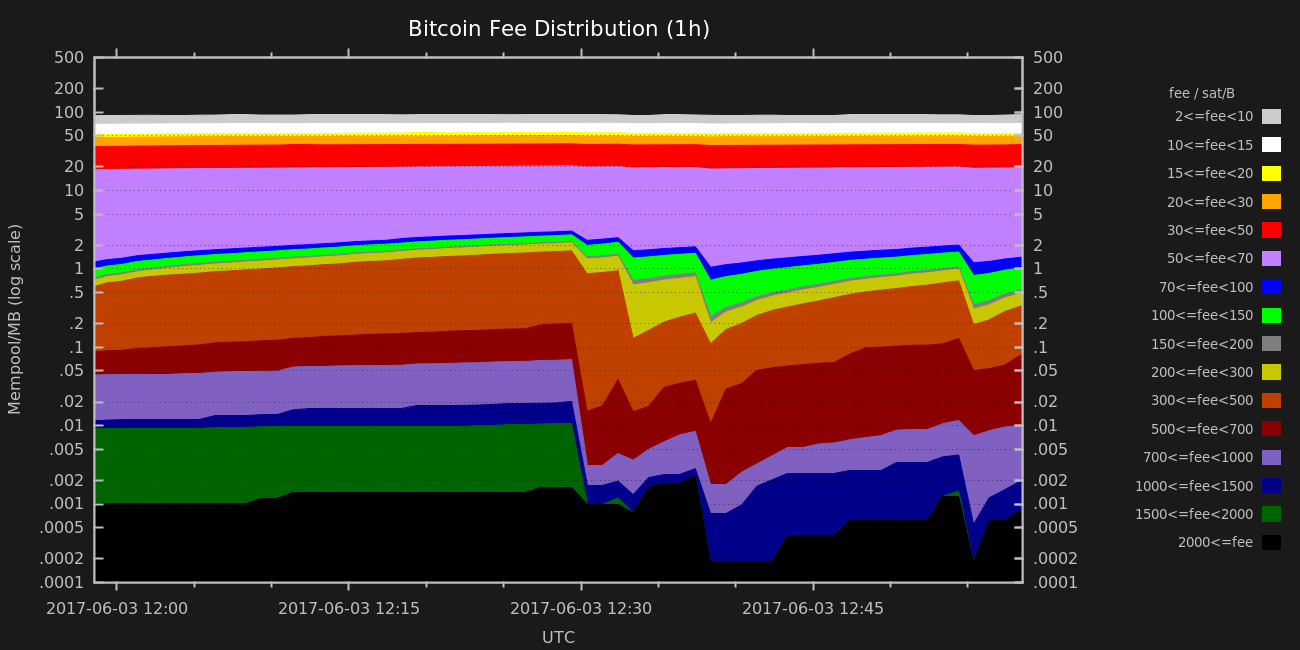 Bitcoin Fee Distribution (1h)
500 500
200 200
100 100
50 50
20 20
10 10
5 5
2 2
1 1
.5 .5
.2 .2
.1 .1
.05 .05
.02 .02
.01 .01
.005 .005
.002 .002
.001 .001
.0005 .0005
.0002 .0002
.0001 .0001
Mempool/MB (log scale)
2017-06-03 12:00 2017-06-03 12:15 2017-06-03 12:30 2017-06-03 12:45
UTC
fee / sat/B
2<=fee<10
10<=fee<15
15<=fee<20
20<=fee<30
30<=fee<50
50<=fee<70
70<=fee<100
100<=fee<150
150<=fee<200
200<=fee<300
300<=fee<500
500<=fee<700
700<=fee<1000
1000<=fee<1500
1500<=fee<2000
2000<=fee